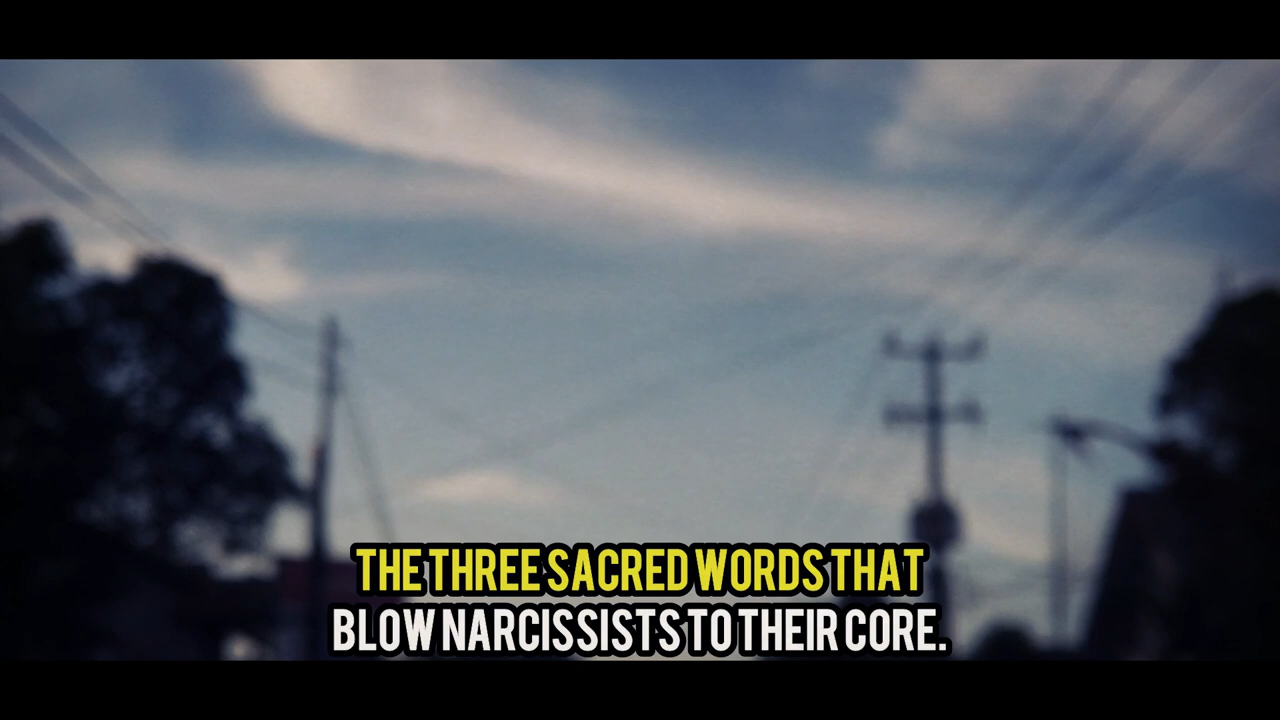 THE THREE SACRED WORDS THAT
BLOW NARCISSISTS TO THEIR CORE.